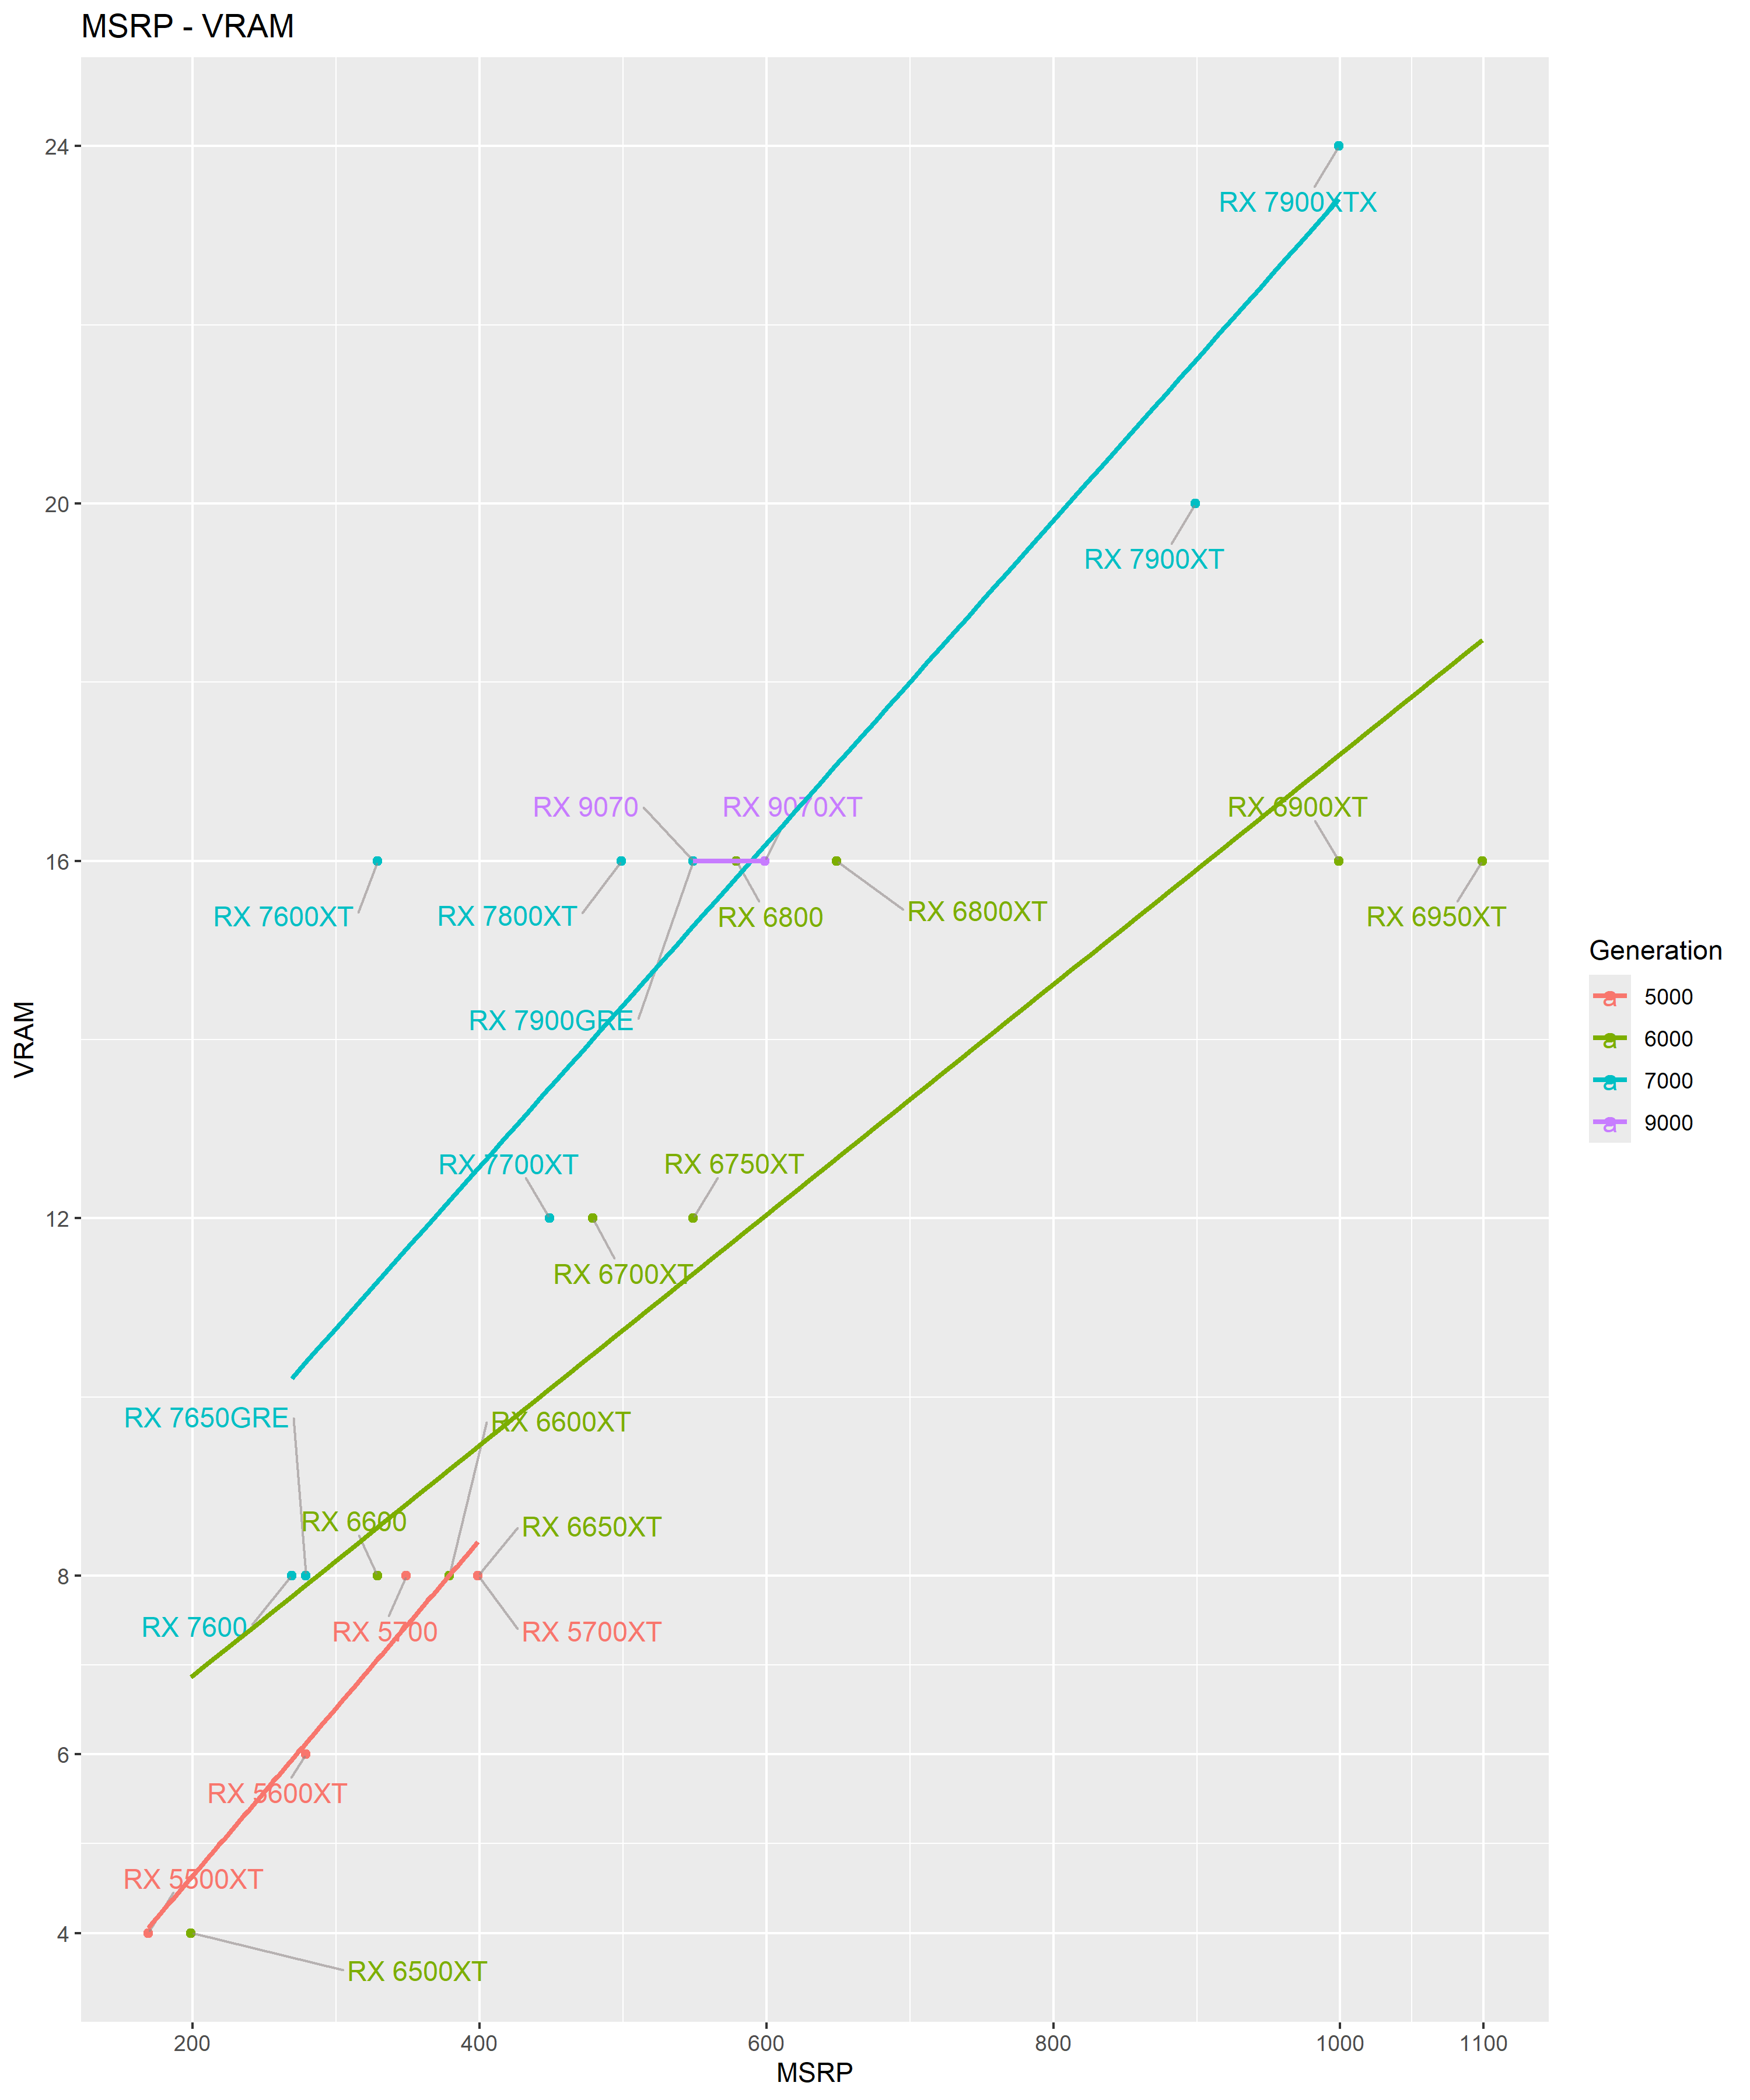 MSRP - VRAM
24
RX 7900XTX
20
RX 7900XT
RX 9070
RX 9070XT
RX 6900XT
16
RX 7600XT
RX 7800XT
RX 6800
RX 6800XT
RX 6950XT
Generation
5000
6000
7000
9000
a
a
a
a
VRAM
RX 7900GRE
RX 7700XT
RX 6750XT
12
RX 6700XT
RX 7650GRE
RX 6600XT
RX 6600
RX 6650XT
8
RX 7600
RX 5700
RX 5700XT
6
RX 5600XT
RX 5500XT
4
RX 6500XT
200
400
600
800
1000
1100
MSRP